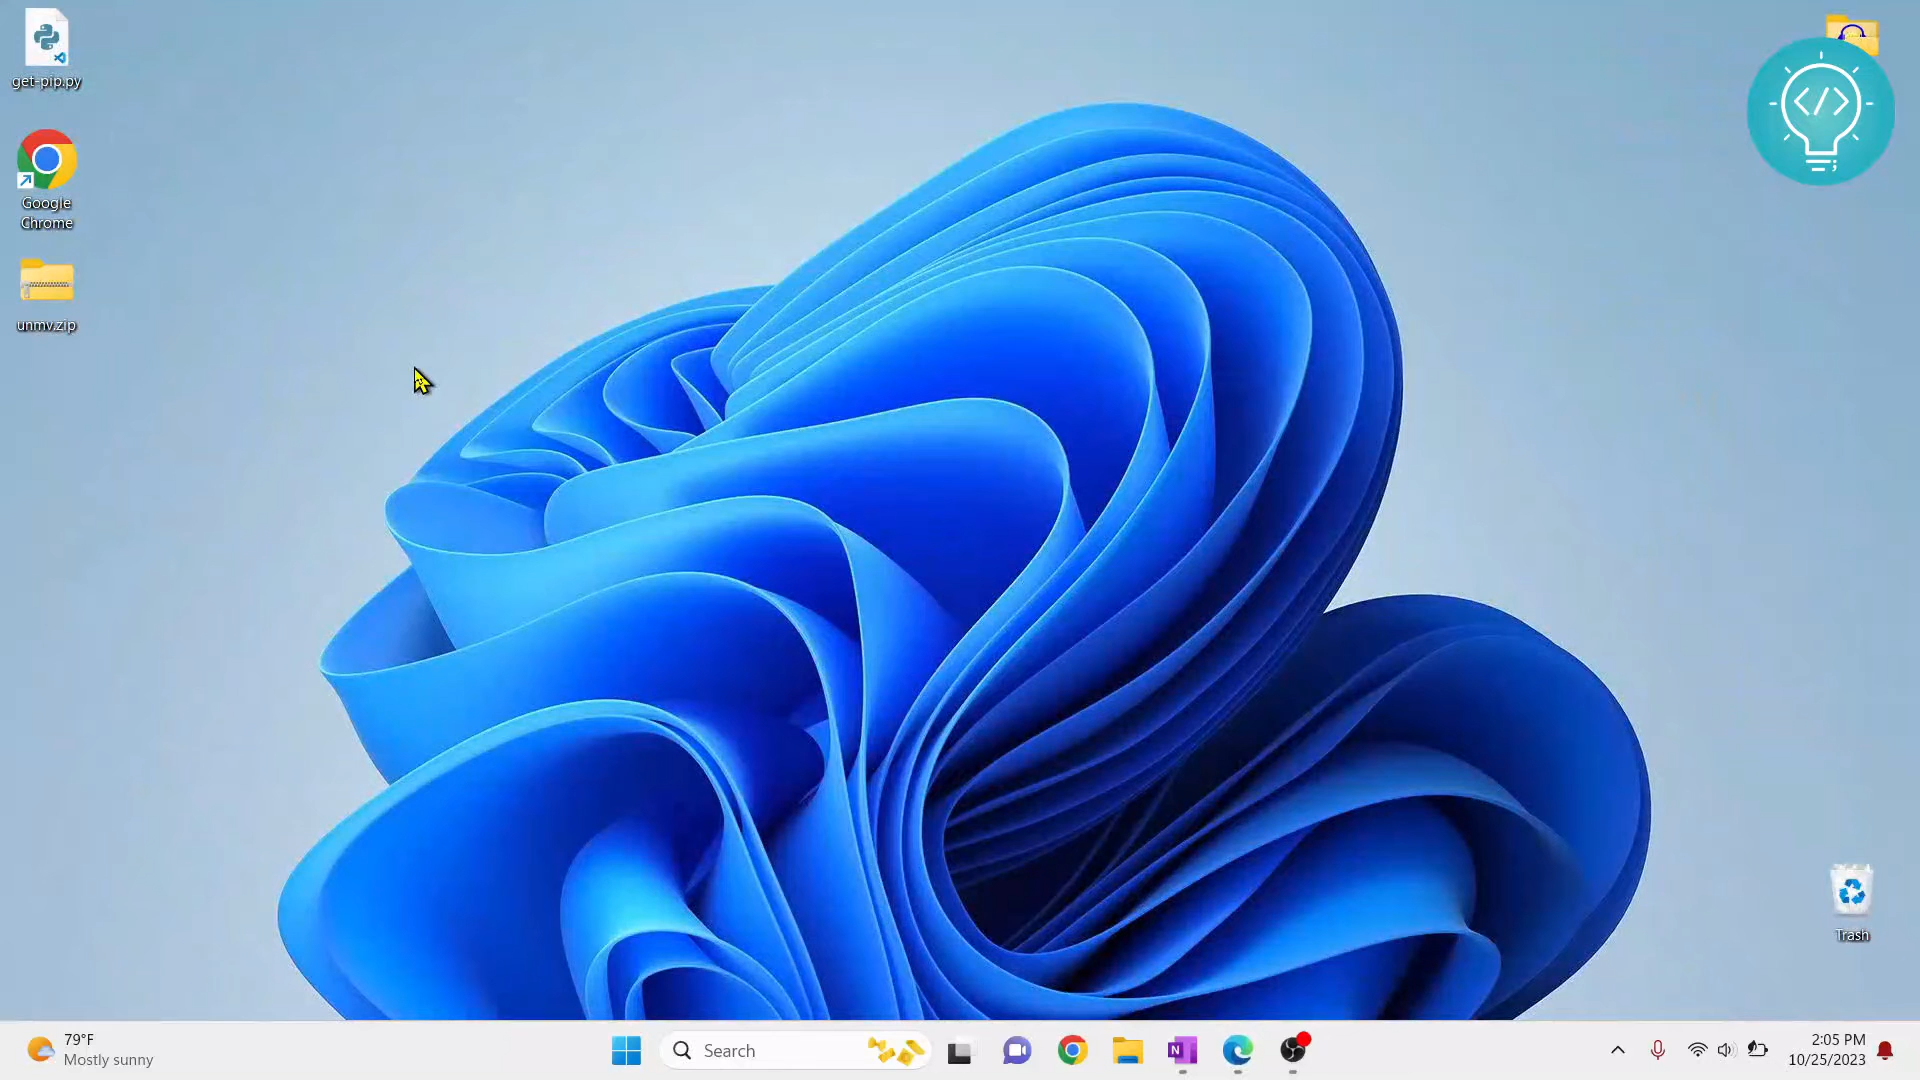 get-pip.py
Google
Chrome
unmv.zip
</>
;
Trash
79°F
Mostly sunny
Search
N
2:05 PM
10/25/2023